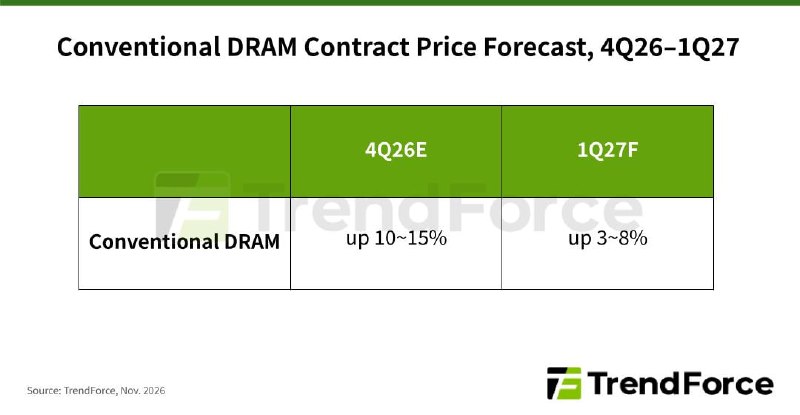 Conventional DRAM Contract Price Forecast, 4Q26–1Q27
4Q26E 1Q27F
TrendForce
Conventional DRAM up 10~15% up 3~8%
Source: TrendForce, Nov. 2026
TrendForce